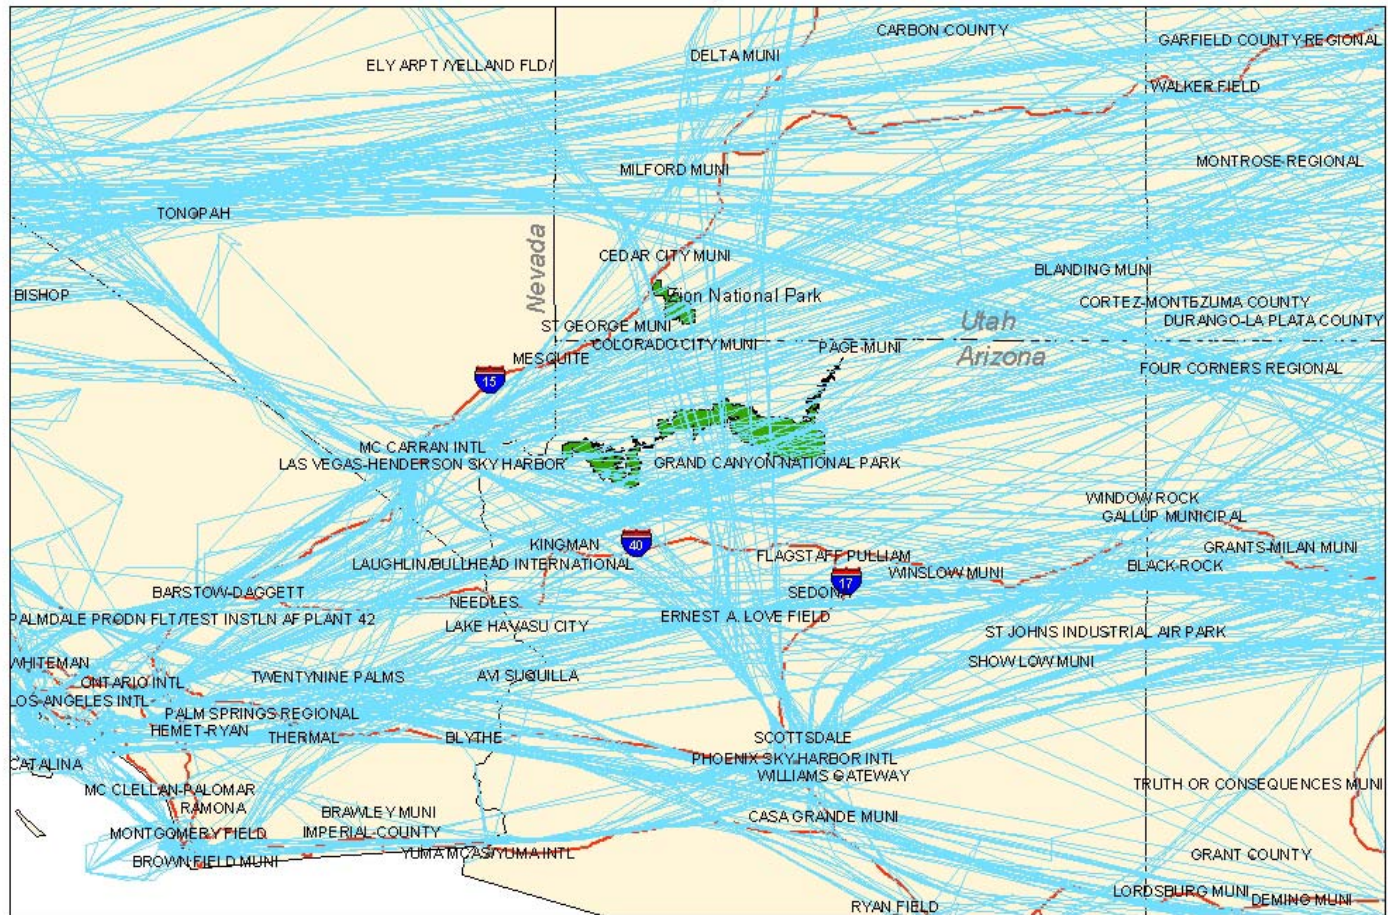 CARBON COUNTY
GARFIELD COUNTY REGIONAL
DELTA MUNI
ELY ARPT /YELLAND FLD/
WALKER FIELD
MONTROSE REGIONAL
MILFORD MUNI
TONOPAH
Nevada
CEDAR CITY MUNI
BLANDING MUNI
BISHOP
Zion National Park
CORTEZ-MONTEZUMA COUNTY
Utah
DURANGO-LA PLATA COUNTY
ST GEORGE MUNI
COLORADO CITY MUNI
PAGE MUNI
MESQUITE
Arizona
FOUR CORNERS REGIONAL
15
MC CARRAN INTL
LAS VEGAS-HENDERSON SKY HARBOR
GRAND CANYON NATIONAL PARK
WINDOW ROCK
GALLUP MUNICIPAL
KINGMAN
40
GRANTS-MILAN MUNI
FLAGSTAFF PULLIAM
LAUGHLIN/BULLHEAD INTERNATIONAL
BLACK ROCK
WINSLOW MUNI
17
BARSTOW-DAGGETT
SEDONA
NEEDLES
PALMDALE PRODN FLT/TEST INSTLN AF PLANT 42
ERNEST A. LOVE FIELD
LAKE HAVASU CITY
ST JOHNS INDUSTRIAL AIR PARK
WHITEMAN
SHOW LOW MUNI
TWENTYNINE PALMS
AVI SUQUILLA
ONTARIO INTL
LOS ANGELES INTL
PALM SPRINGS REGIONAL
HEMET-RYAN
THERMAL
BLYTHE
SCOTTSDALE
PHOENIX SKY HARBOR INTL
CATALINA
WILLIAMS GATEWAY
TRUTH OR CONSEQUENCES MUNI
MC CLELLAN-PALOMAR
RAMONA
BRAWLEY MUNI
CASA GRANDE MUNI
MONTGOMERY FIELD
IMPERIAL COUNTY
YUMA MCAS/YUMA INTL
GRANT COUNTY
BROWN FIELD MUNI
LORDSBURG MUNI
DEMING MUNI
RYAN FIELD